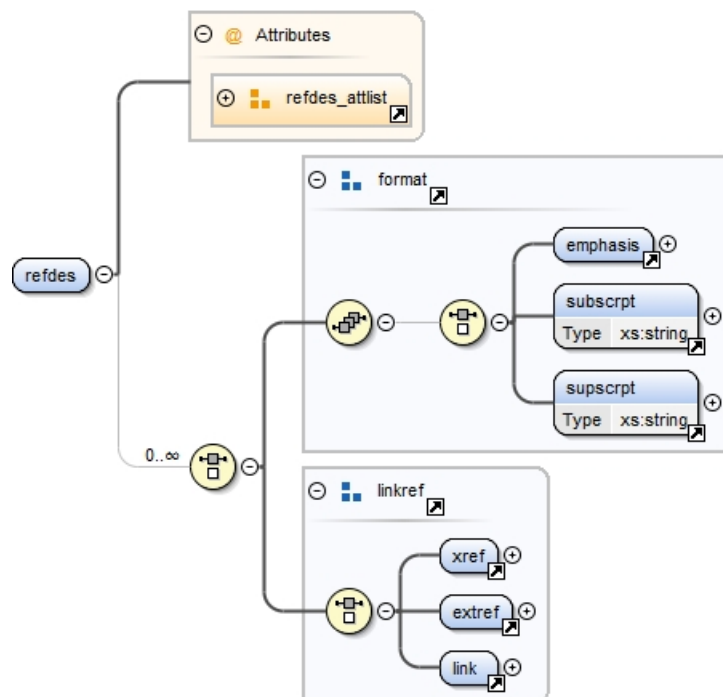 Attributes
refdes_attlist
format
refdes
emphasis
subscrpt
Type xs:string
supscrpt
Type xs:string
0..∞
linkref
xref
extref
link